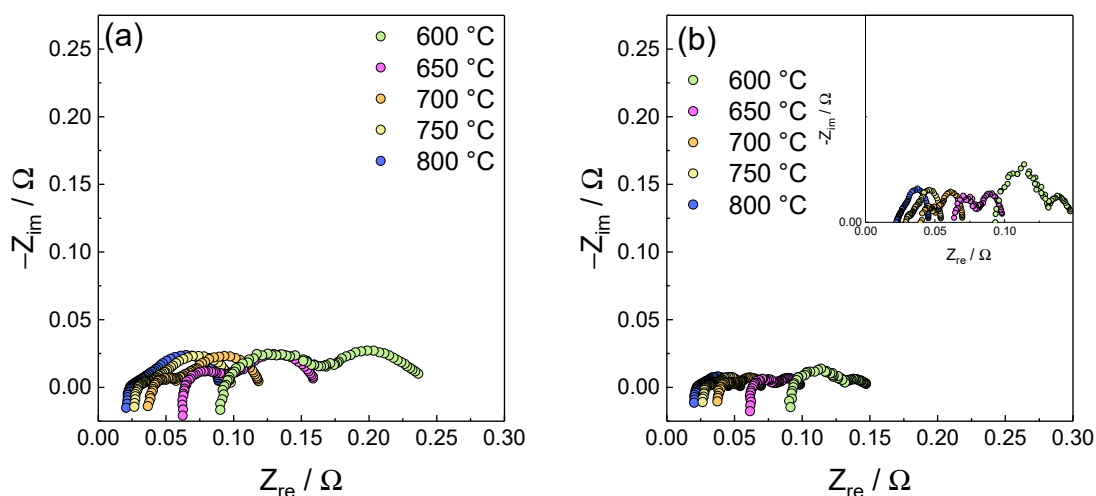 (a)
600 °C
650 °C
700 °C
750 °C
800 °C
0.25
0.20
0.15
0.10
0.05
0.00
−Z_im / Ω
0.00 0.05 0.10 0.15 0.20 0.25 0.30
Z_re / Ω
(b)
600 °C
650 °C
700 °C
750 °C
800 °C
0.25
0.20
0.15
0.10
0.05
0.00
−Z_im / Ω
0.00 0.05 0.10 0.15 0.20 0.25 0.30
Z_re / Ω
-Z_im / Ω
0.00
0.00 0.05 0.10
Z_re / Ω